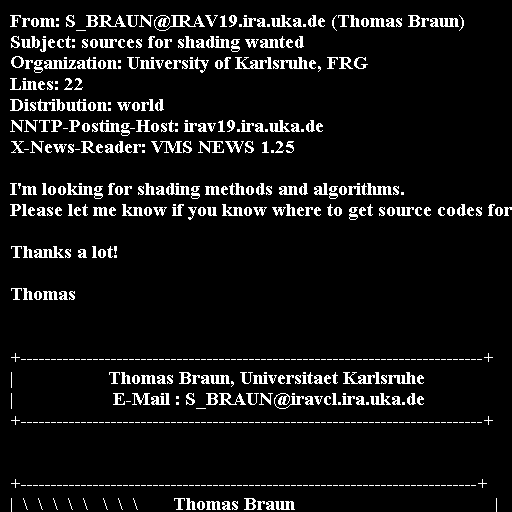 From: S_BRAUN@IRAV19.ira.uka.de (Thomas Braun)
Subject: sources for shading wanted
Organization: University of Karlsruhe, FRG
Lines: 22
Distribution: world
NNTP-Posting-Host: irav19.ira.uka.de
X-News-Reader: VMS NEWS 1.25

I'm looking for shading methods and algorithms.
Please let me know if you know where to get source codes for

Thanks a lot!

Thomas

+-----------------------------------------------------------------------------+
| Thomas Braun, Universitaet Karlsruhe
| E-Mail : S_BRAUN@iravcl.ira.uka.de
+-----------------------------------------------------------------------------+

+----------------------------------------------------------------------------+
| \ \ \ \ \ \ \ \ Thomas Braun |